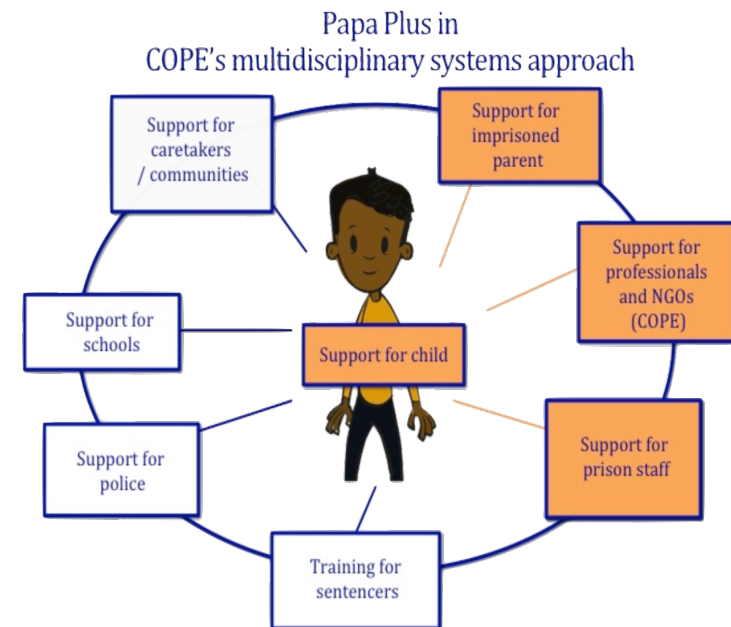 Papa Plus in
COPE's multidisciplinary systems approach
Support for
caretakers
/ communities
Support for
imprisoned
parent
Support for
professionals
and NGOs
(COPE)
Support for
schools
Support for child
Support for
prison staff
Support for
police
Training for
sentencers